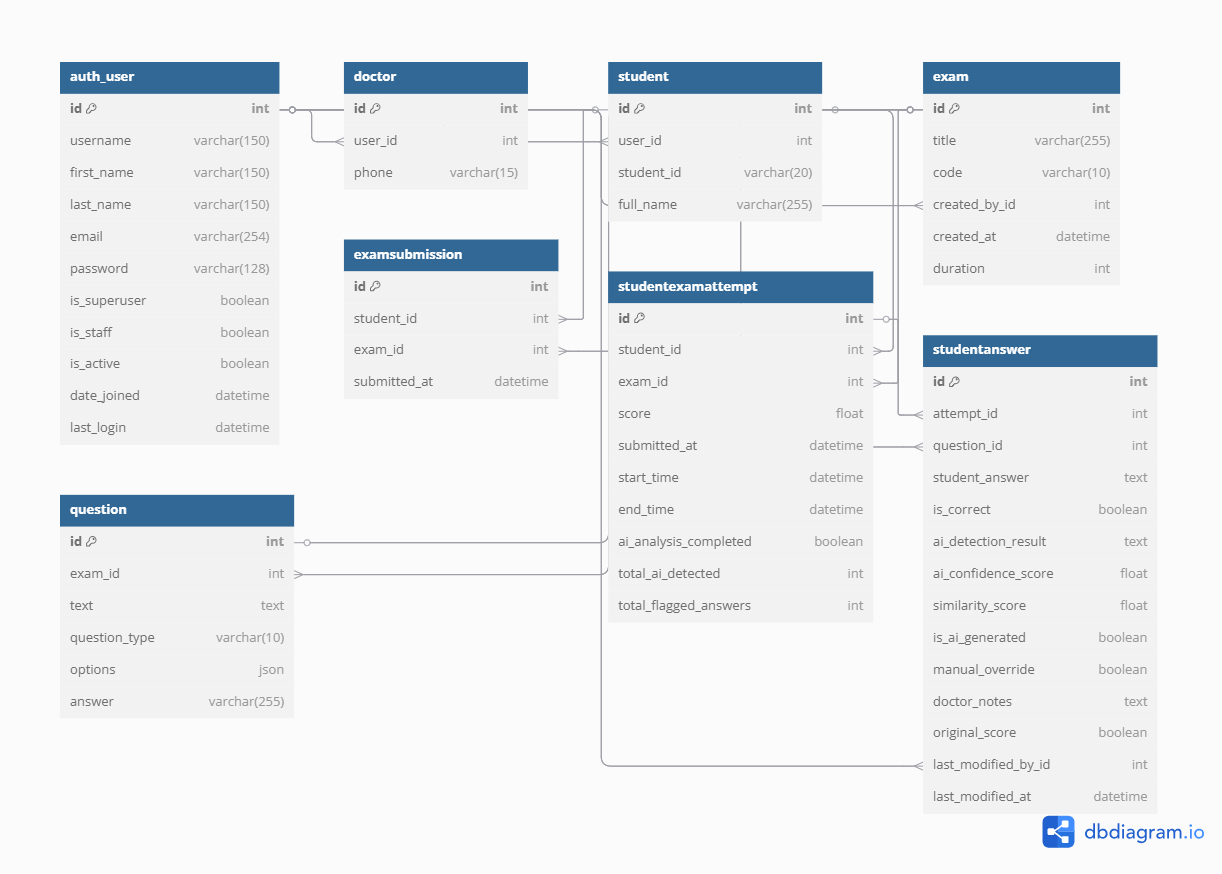 auth_user
id int
username varchar(150)
first_name varchar(150)
last_name varchar(150)
email varchar(254)
password varchar(128)
is_superuser boolean
is_staff boolean
is_active boolean
date_joined datetime
last_login datetime
doctor
id int
user_id int
phone varchar(15)
student
id int
user_id int
student_id varchar(20)
full_name varchar(255)
exam
id int
title varchar(255)
code varchar(10)
created_by_id int
created_at datetime
duration int
examsubmission
id int
student_id int
exam_id int
submitted_at datetime
studentexamattempt
id int
student_id int
exam_id int
score float
submitted_at datetime
start_time datetime
end_time datetime
ai_analysis_completed boolean
total_ai_detected int
total_flagged_answers int
studentanswer
id int
attempt_id int
question_id int
student_answer text
is_correct boolean
ai_detection_result text
ai_confidence_score float
similarity_score float
is_ai_generated boolean
manual_override boolean
doctor_notes text
original_score boolean
last_modified_by_id int
last_modified_at datetime
question
id int
exam_id int
text text
question_type varchar(10)
options json
answer varchar(255)
dbdiagram.io